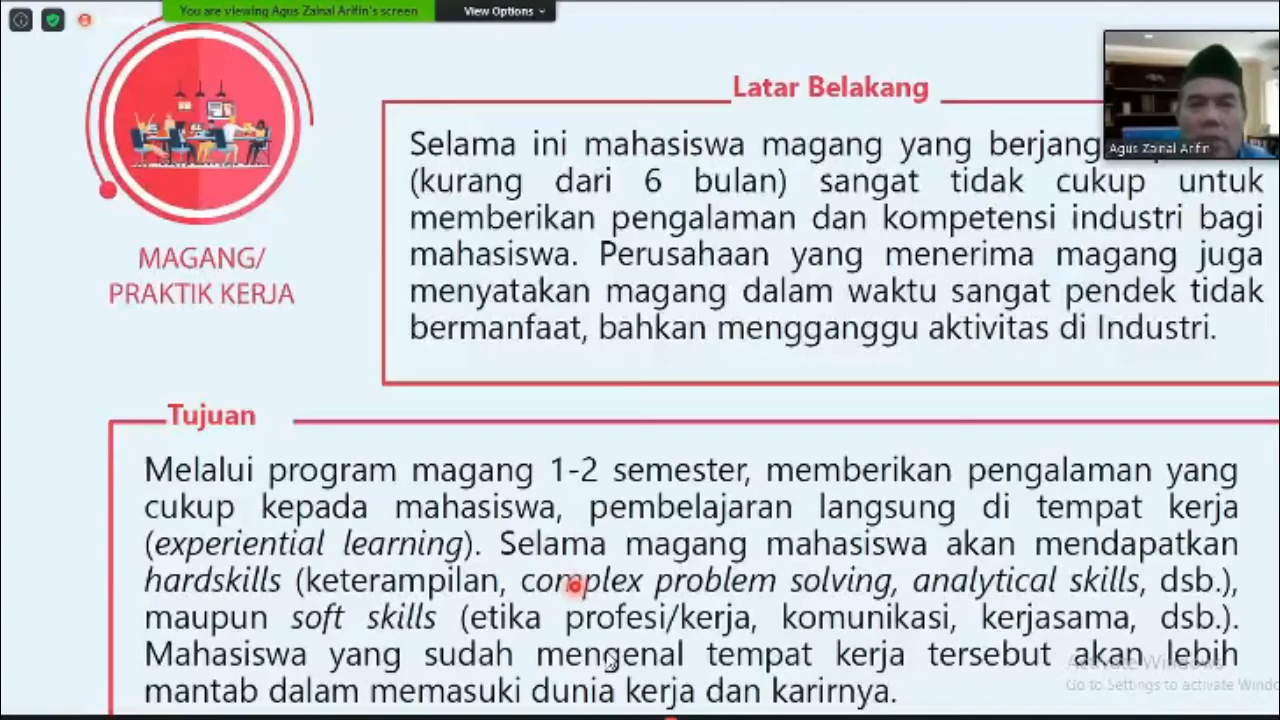 You are viewing Agus Zainal Arifin's screen
View Options
Latar Belakang
Agus Zainal Arifin
Selama ini mahasiswa magang yang
(kurang dari 6 bulan) sangat tidak cukup untuk
memberikan pengalaman dan kompetensi industri bagi
mahasiswa. Perusahaan yang menerima magang juga
menyatakan magang dalam waktu sangat pendek tidak
bermanfaat, bahkan mengganggu aktivitas di Industri.
MAGANG/
PRAKTIK KERJA
Tujuan
Melalui program magang 1-2 semester, memberikan pengalaman yang
cukup kepada mahasiswa, pembelajaran langsung di tempat kerja
(experiential learning). Selama magang mahasiswa akan mendapatkan
hardskills (keterampilan, complex problem solving, analytical skills, dsb.),
maupun soft skills (etika profesi/kerja, komunikasi, kerjasama, dsb.).
Mahasiswa yang sudah mengenal tempat kerja tersebut akan lebih
mantab dalam memasuki dunia kerja dan karirnya.
Activate Windows
Go to Settings to activate Windo